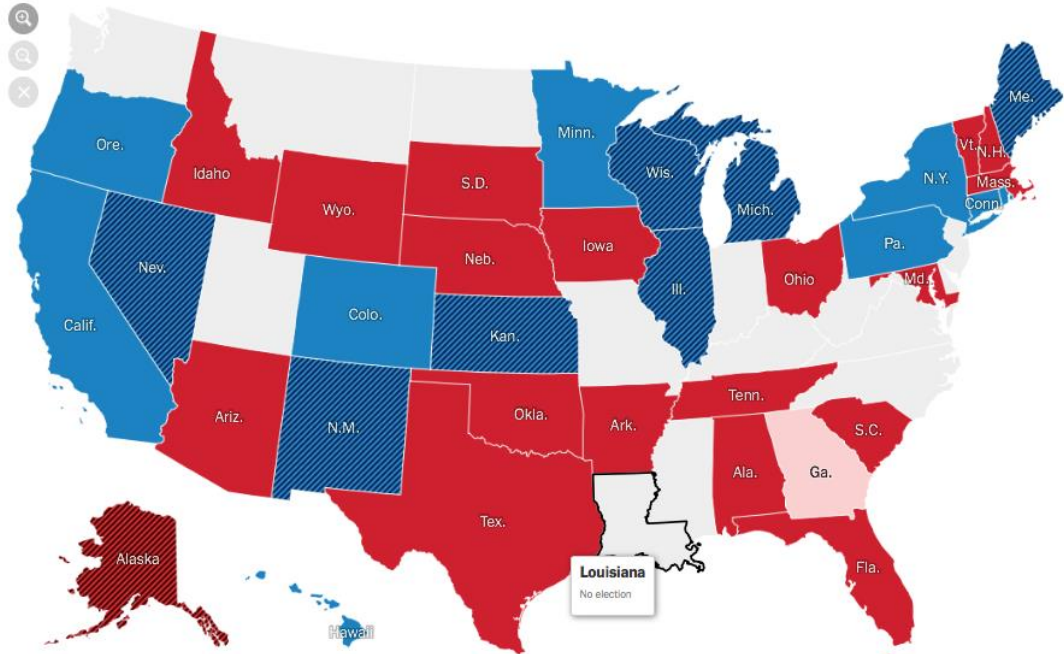 Me.
Minn.
Ore.
Vt.
N.H.
Idaho
Wis.
N.Y.
Mass.
S.D.
Conn.
Wyo.
Mich.
Iowa
Pa.
Neb.
Ohio
Nev.
Md.
Ill.
Calif.
Colo.
Kan.
Tenn.
Okla.
Ariz.
Ark.
N.M.
S.C.
Ala.
Ga.
Tex.
Alaska
Fla.
Louisiana
No election
Hawaii